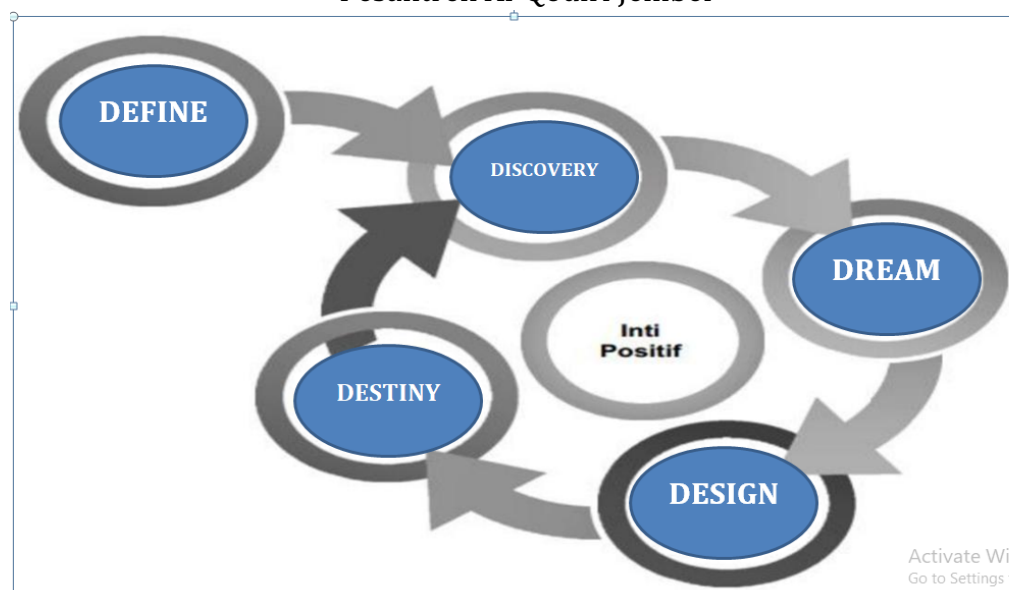 DEFINE
DISCOVERY
DREAM
Inti
Positif
DESTINY
DESIGN
Activate Wi
Go to Settings